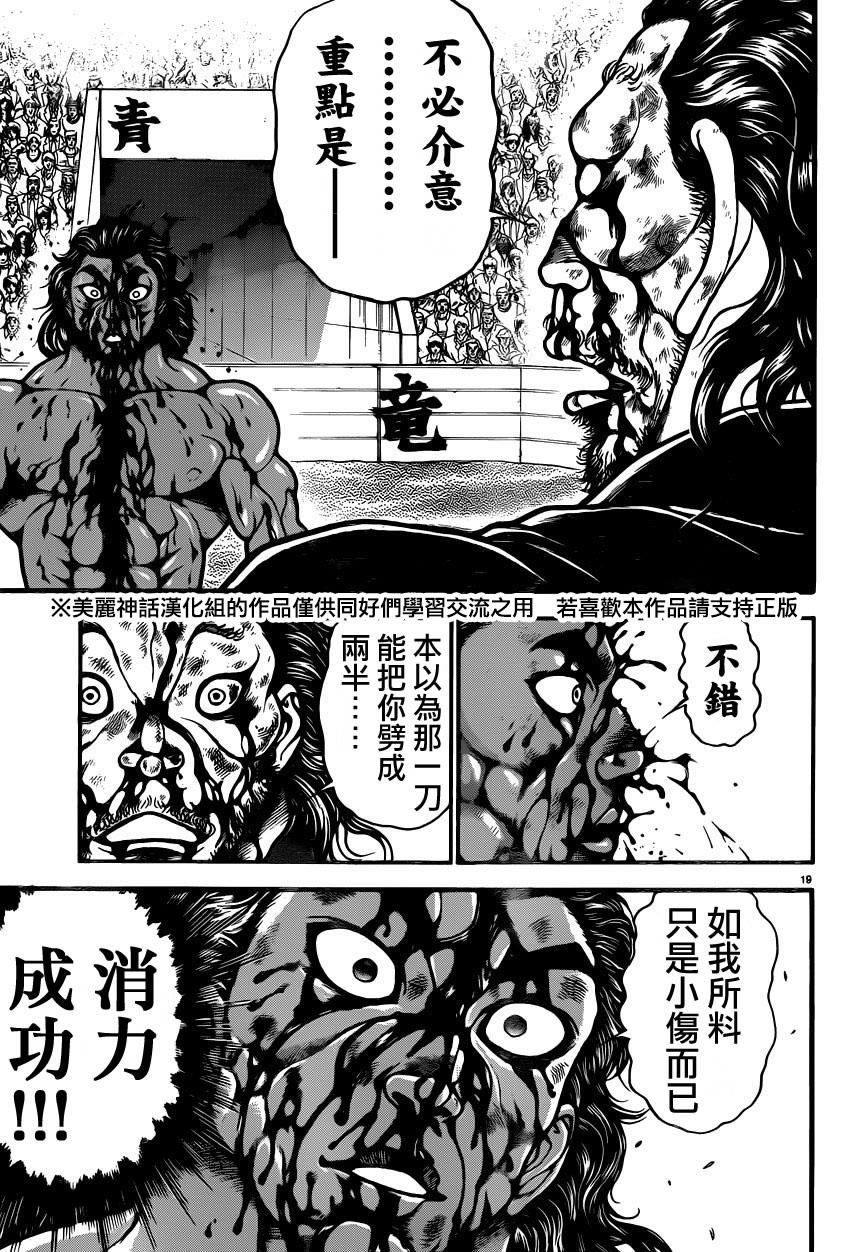 不必介意
…………
重點是——
青
竜
※美麗神話漢化組的作品僅供同好們學習交流之用　若喜歡本作品請支持正版
不錯
本以為那一刀
能把你劈成
兩半……
19
如我所料
只是小傷而已
消力
成功!!!